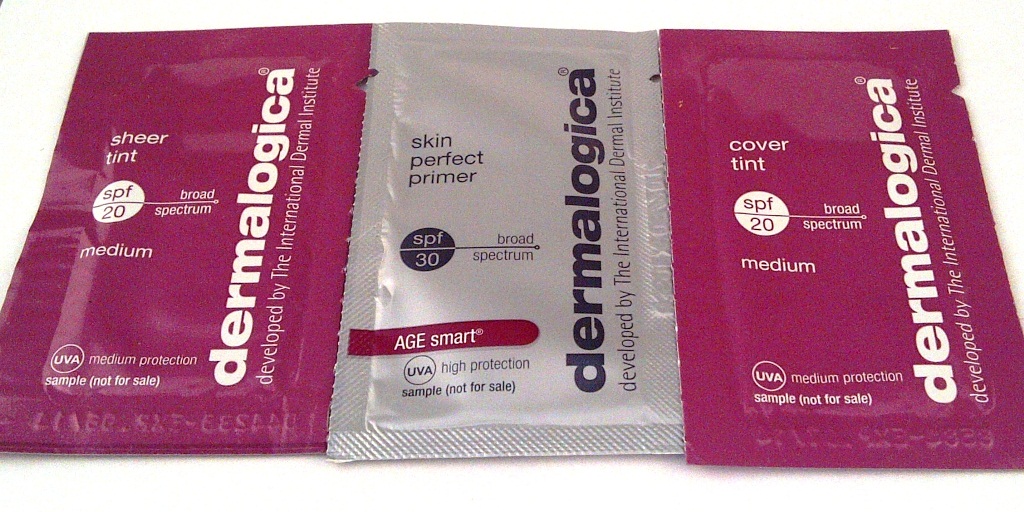 sheer
tint
spf
20
broad
spectrum
medium
UVA medium protection
sample (not for sale)
dermalogica®
developed by The International Dermal Institute
skin
perfect
primer
spf
30
broad
spectrum
AGE smart®
UVA high protection
sample (not for sale)
dermalogica®
developed by The International Dermal Institute
cover
tint
spf
20
broad
spectrum
medium
UVA medium protection
sample (not for sale)
dermalogica®
developed by The International Dermal Institute